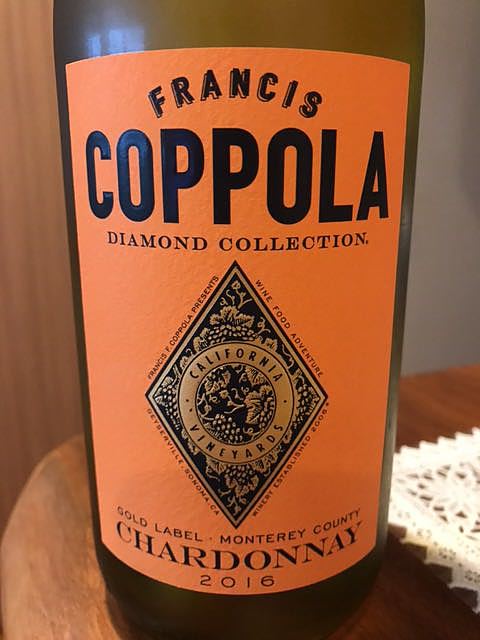 FRANCIS
COPPOLA
DIAMOND COLLECTION.
FRANCIS F. COPPOLA PRESENTS
WINE FOOD ADVENTURE
CALIFORNIA
VINEYARDS
GEYSERVILLE, SONOMA, CA
WINERY ESTABLISHED 2006
GOLD LABEL · MONTEREY COUNTY
CHARDONNAY
2016